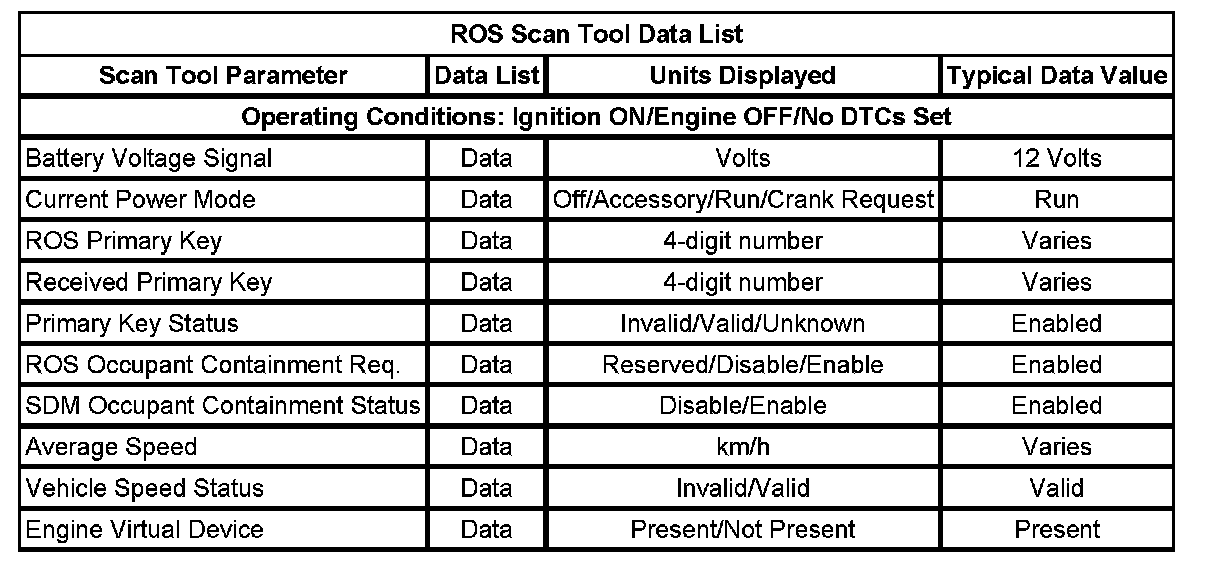 ROS Scan Tool Data List
Scan Tool Parameter Data List Units Displayed Typical Data Value
Operating Conditions: Ignition ON/Engine OFF/No DTCs Set
Battery Voltage Signal Data Volts 12 Volts
Current Power Mode Data Off/Accessory/Run/Crank Request Run
ROS Primary Key Data 4-digit number Varies
Received Primary Key Data 4-digit number Varies
Primary Key Status Data Invalid/Valid/Unknown Enabled
ROS Occupant Containment Req. Data Reserved/Disable/Enable Enabled
SDM Occupant Containment Status Data Disable/Enable Enabled
Average Speed Data km/h Varies
Vehicle Speed Status Data Invalid/Valid Valid
Engine Virtual Device Data Present/Not Present Present